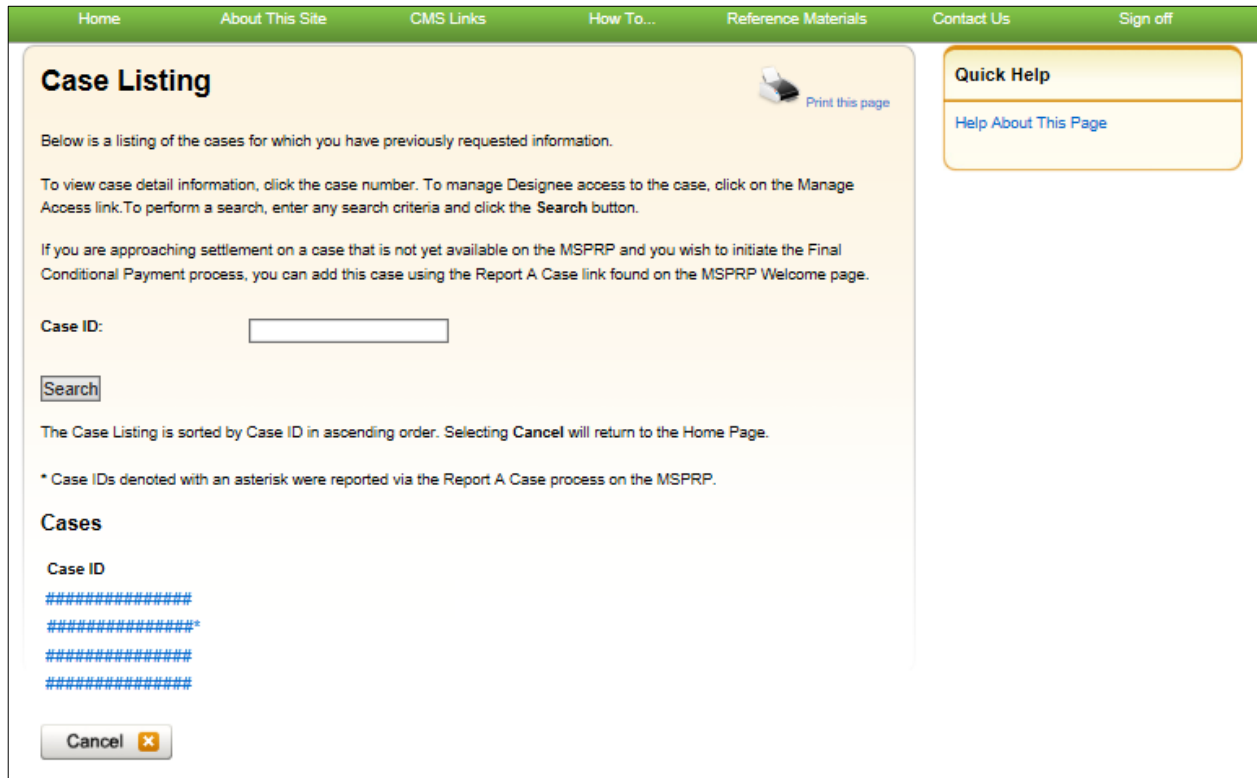 Home About This Site CMS Links How To... Reference Materials Contact Us Sign off
Case Listing
Print this page
Below is a listing of the cases for which you have previously requested information.
To view case detail information, click the case number. To manage Designee access to the case, click on the Manage
Access link.To perform a search, enter any search criteria and click the Search button.
If you are approaching settlement on a case that is not yet available on the MSPRP and you wish to initiate the Final
Conditional Payment process, you can add this case using the Report A Case link found on the MSPRP Welcome page.
Case ID:
Search
The Case Listing is sorted by Case ID in ascending order. Selecting Cancel will return to the Home Page.
* Case IDs denoted with an asterisk were reported via the Report A Case process on the MSPRP.
Cases
Case ID
###############
###############*
###############
###############
Cancel
Quick Help
Help About This Page